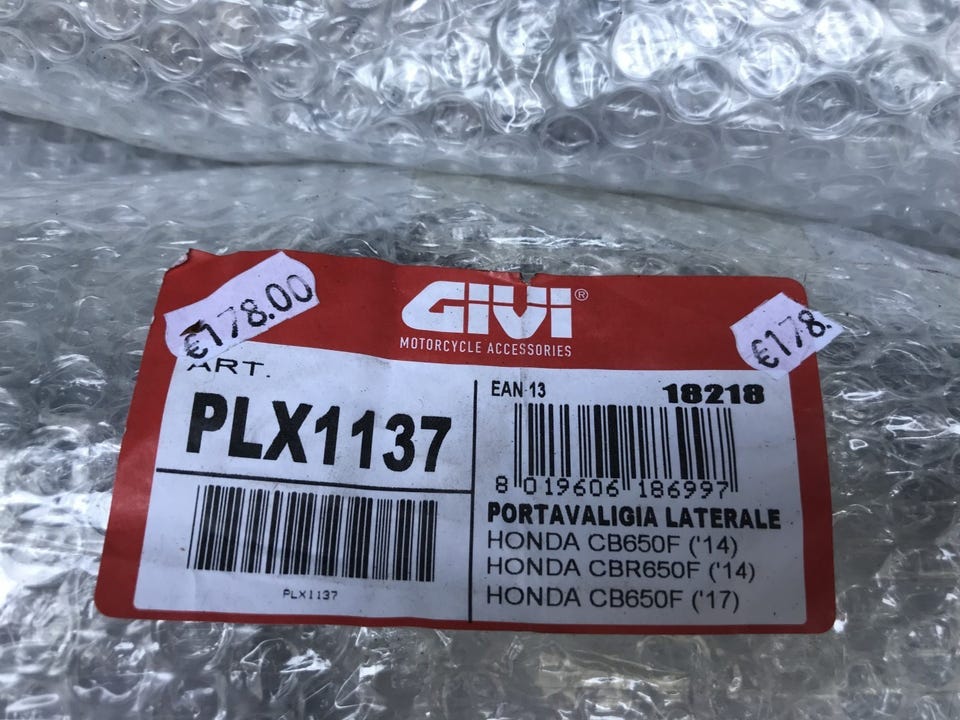 €178.00
GIVI®
MOTORCYCLE ACCESSORIES
€178.
ART.
PLX1137
PLX1137
EAN-13 18218
8 019606 186997
PORTAVALIGIA LATERALE
HONDA CB650F ('14)
HONDA CBR650F ('14)
HONDA CB650F ('17)